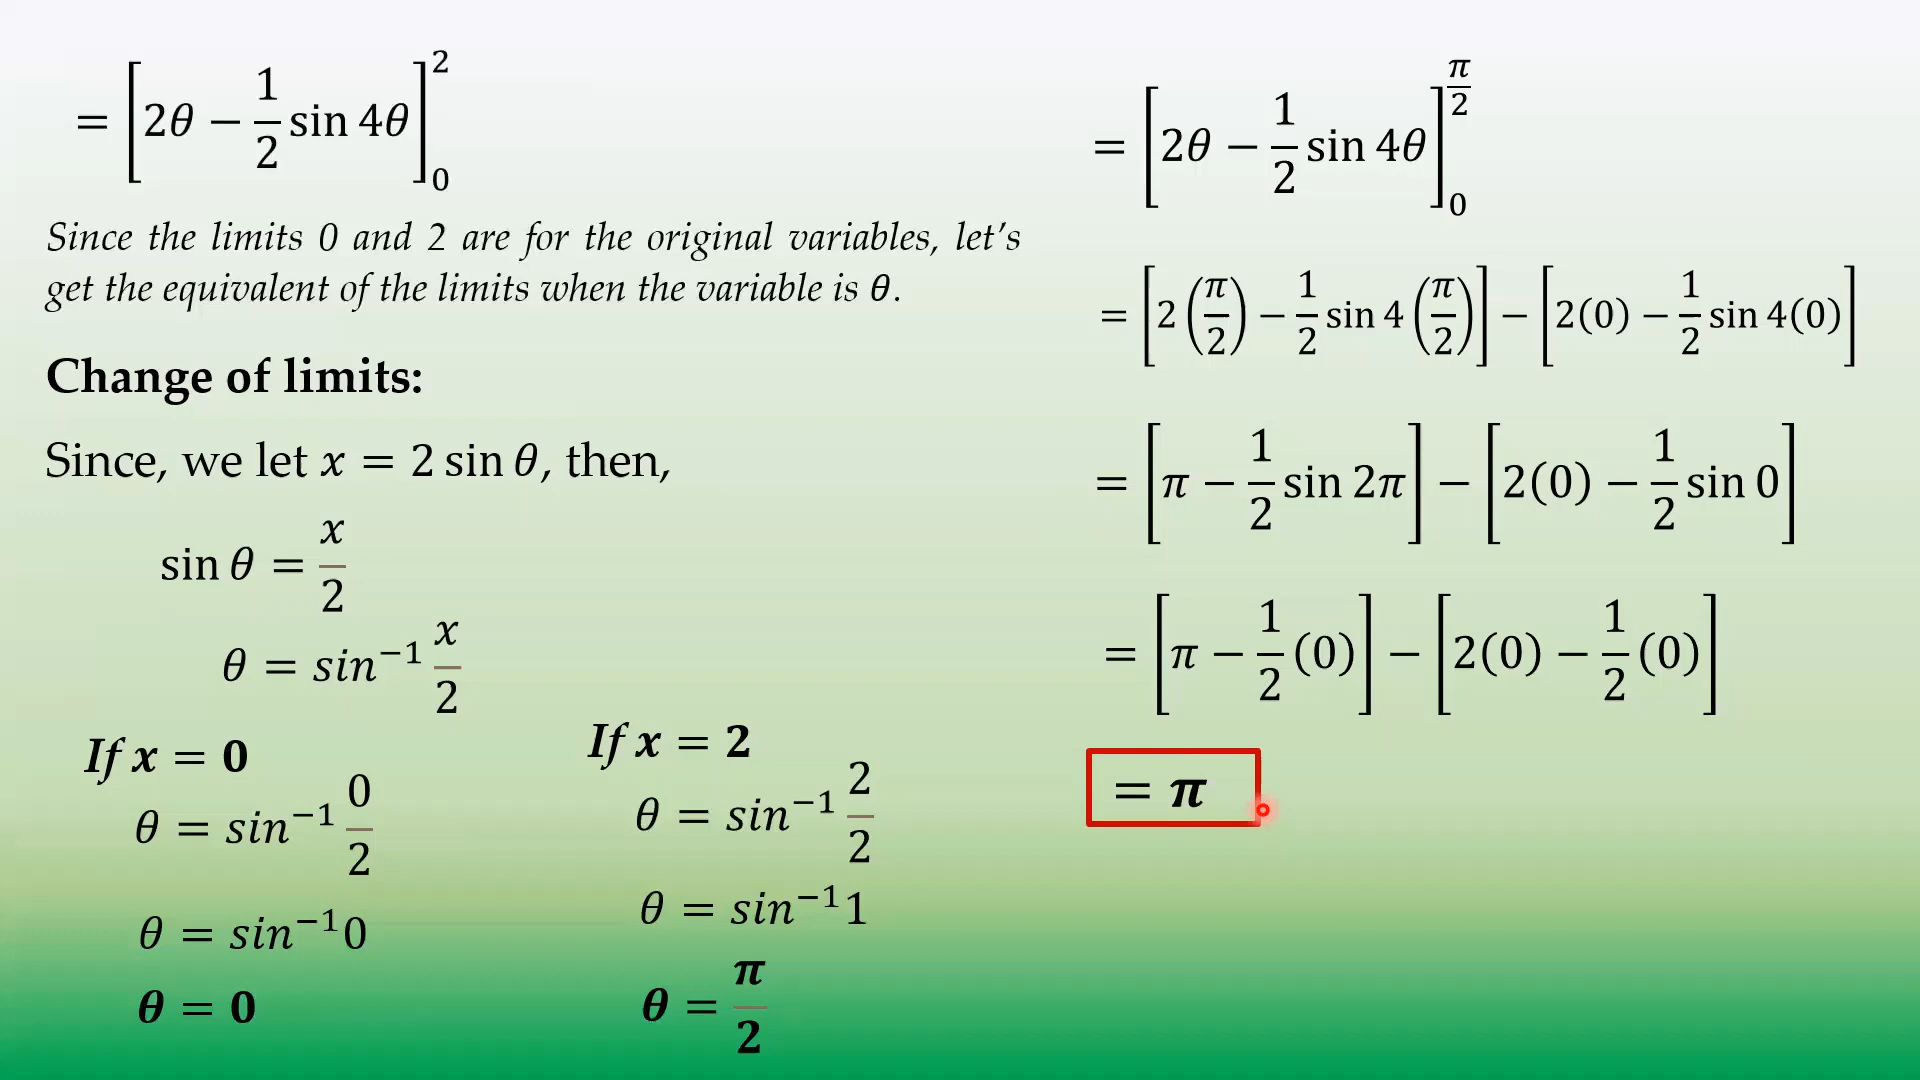 = [2θ − 1/2 sin 4θ]₀²
Since the limits 0 and 2 are for the original variables, let's
get the equivalent of the limits when the variable is θ.
Change of limits:
Since, we let x = 2 sin θ, then,
sin θ = x/2
θ = sin⁻¹ x/2
If x = 0
θ = sin⁻¹ 0/2
θ = sin⁻¹0
θ = 0
If x = 2
θ = sin⁻¹ 2/2
θ = sin⁻¹1
θ = π/2
= [2θ − 1/2 sin 4θ]₀^(π/2)
= [2(π/2) − 1/2 sin 4(π/2)] − [2(0) − 1/2 sin 4(0)]
= [π − 1/2 sin 2π] − [2(0) − 1/2 sin 0]
= [π − 1/2 (0)] − [2(0) − 1/2 (0)]
= π